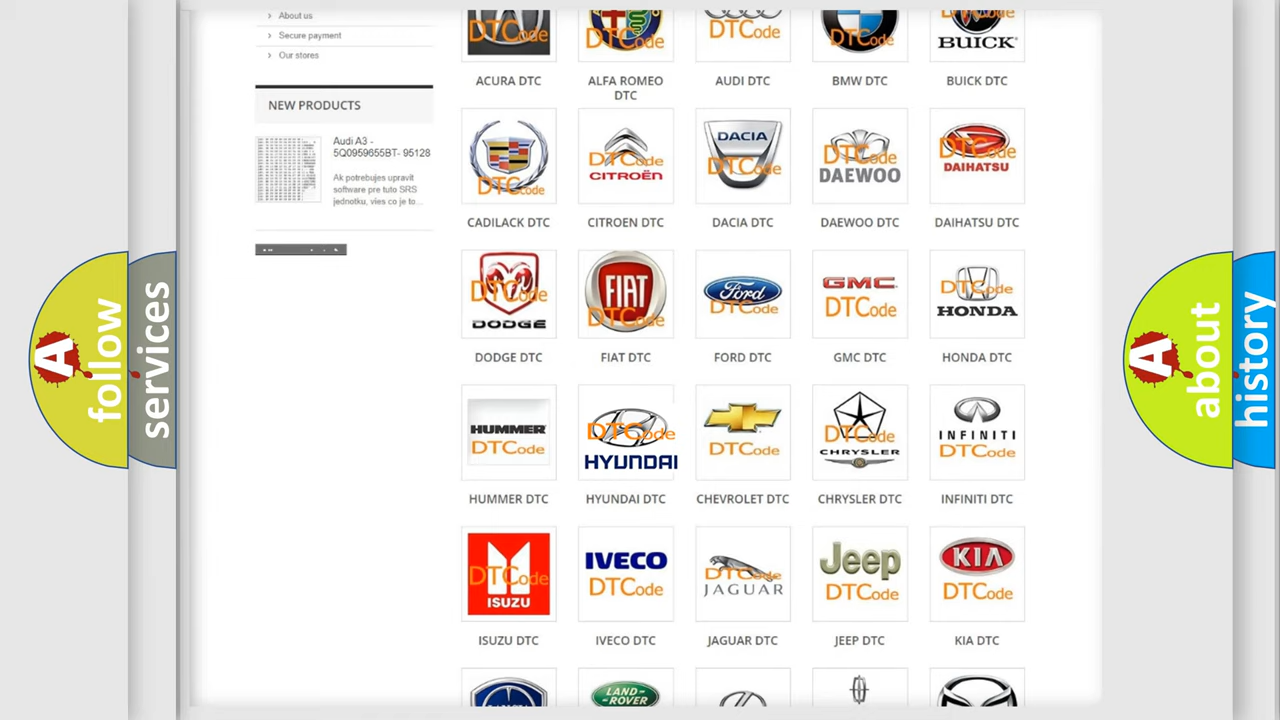 About us
Secure payment
Our stores
NEW PRODUCTS
Audi A3 -
5Q0959655BT- 95128
Ak potrebujes upravit
software pre tuto SRS
jednotku, vies co je to...
DTCode
DTCode
DTCode
DTCode
DTCode
BUICK
ACURA DTC
ALFA ROMEO
DTC
AUDI DTC
BMW DTC
BUICK DTC
DTCode
DTCode
CITROËN
DACIA
DTCode
DTCode
DAEWOO
DTCode
DAIHATSU
CADILACK DTC
CITROEN DTC
DACIA DTC
DAEWOO DTC
DAIHATSU DTC
DTCode
DODGE
FIAT
DTCode
Ford
DTCode
GMC
DTCode
DTCode
HONDA
DODGE DTC
FIAT DTC
FORD DTC
GMC DTC
HONDA DTC
HUMMER
DTCode
DTCode
HYUNDAI
DTCode
DTCode
CHRYSLER
INFINITI
DTCode
HUMMER DTC
HYUNDAI DTC
CHEVROLET DTC
CHRYSLER DTC
INFINITI DTC
DTCode
ISUZU
IVECO
DTCode
DTCode
JAGUAR
Jeep
DTCode
KIA
DTCode
ISUZU DTC
IVECO DTC
JAGUAR DTC
JEEP DTC
KIA DTC
LAND-
ROVER
A follow
services
A about
history